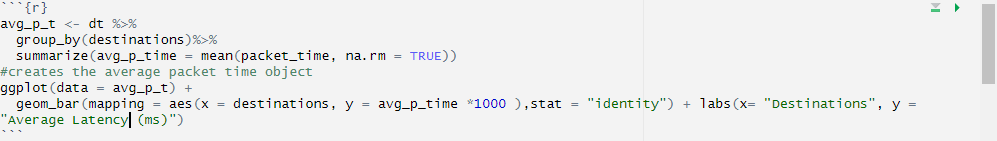 ```{r}
avg_p_t <- dt %>%
  group_by(destinations)%>%
  summarize(avg_p_time = mean(packet_time, na.rm = TRUE))
#creates the average packet time object
ggplot(data = avg_p_t) +
  geom_bar(mapping = aes(x = destinations, y = avg_p_time *1000 ),stat = "identity") + labs(x= "Destinations", y =
"Average Latency (ms)")
```